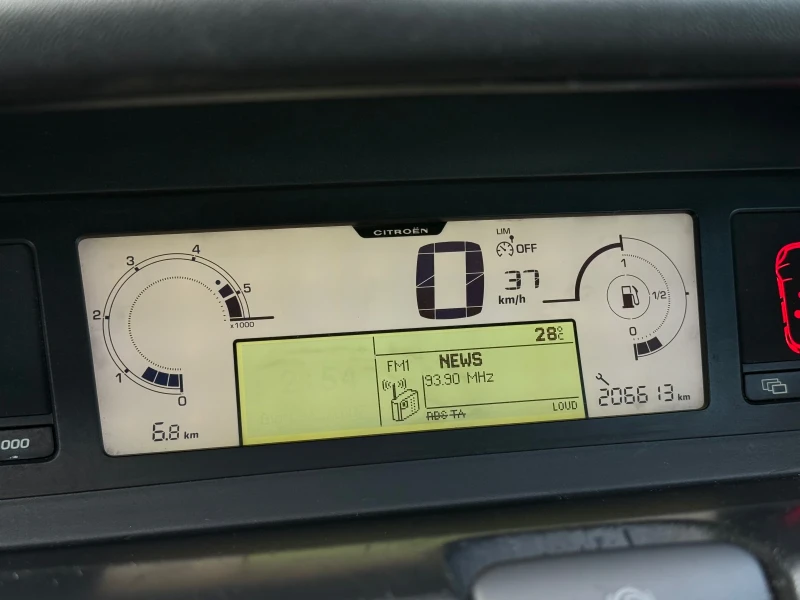 CITROËN
LIM
OFF
0
37
km/h
4
3
5
2
x1000
1
0
6.8 km
1
1/2
0
28°C
FM1 NEWS
93.90 MHz
RDS TA
LOUD
206613 km
000